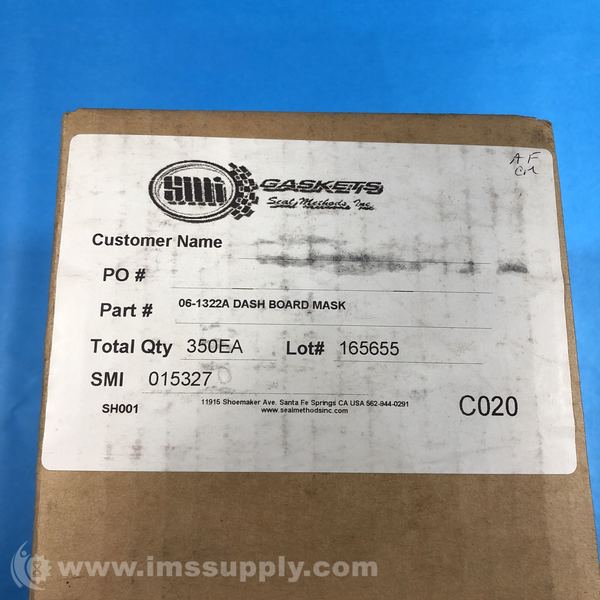 AF
CM
SMI
GASKETS
Seal Methods, Inc.
Customer Name
PO #
Part # 06-1322A DASH BOARD MASK
Total Qty 350EA Lot# 165655
SMI 015327
SH001
11915 Shoemaker Ave. Santa Fe Springs CA USA 562-944-0291
www.sealmethodsinc.com
C020
www.imssupply.com